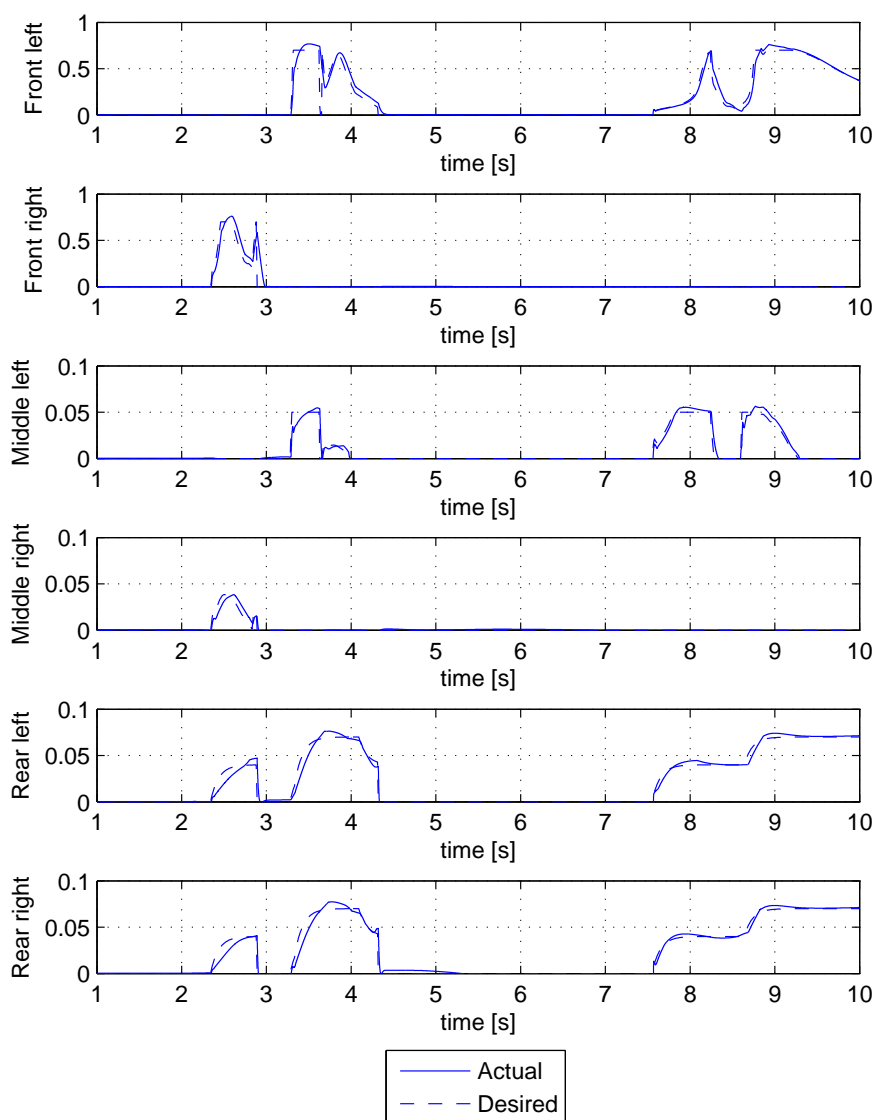 Front left
1
0.5
0
1 2 3 4 5 6 7 8 9 10
time [s]
Front right
1
0.5
0
1 2 3 4 5 6 7 8 9 10
time [s]
Middle left
0.1
0.05
0
1 2 3 4 5 6 7 8 9 10
time [s]
Middle right
0.1
0.05
0
1 2 3 4 5 6 7 8 9 10
time [s]
Rear left
0.1
0.05
0
1 2 3 4 5 6 7 8 9 10
time [s]
Rear right
0.1
0.05
0
1 2 3 4 5 6 7 8 9 10
time [s]
Actual
Desired